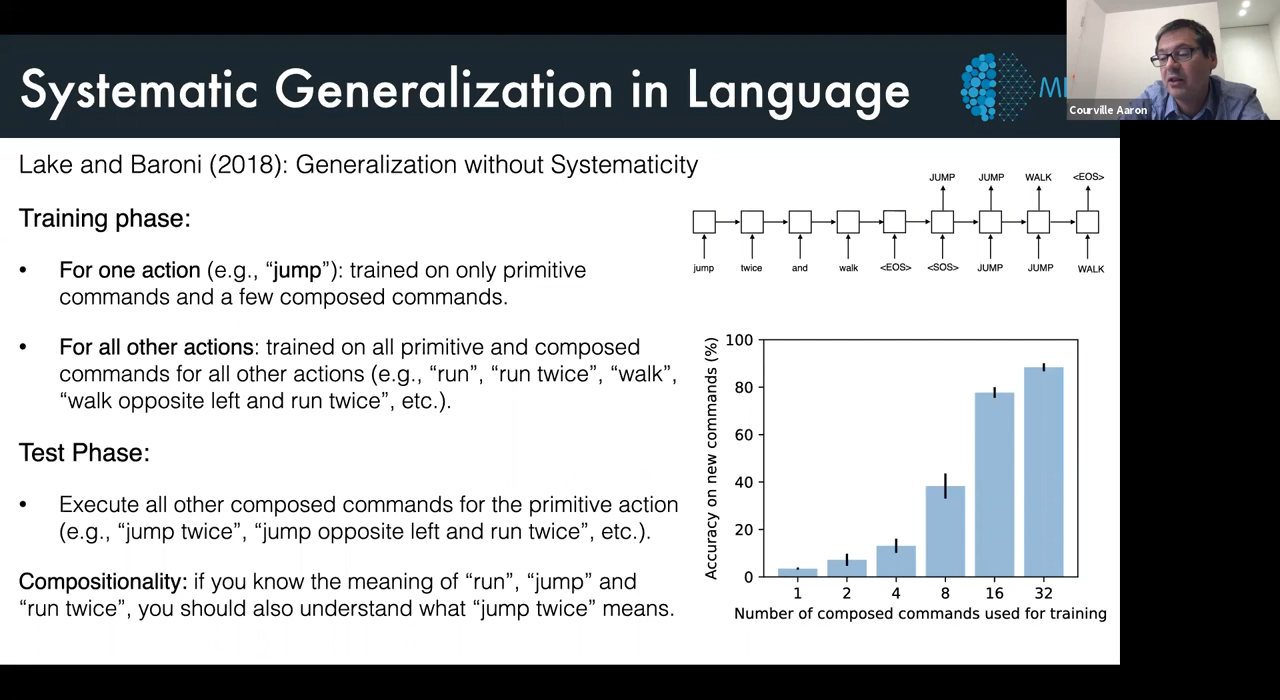 Systematic Generalization in Language
Courville Aaron
Lake and Baroni (2018): Generalization without Systematicity
Training phase:
• For one action (e.g., “jump”): trained on only primitive
commands and a few composed commands.
• For all other actions: trained on all primitive and composed
commands for all other actions (e.g., “run”, “run twice”, “walk”,
“walk opposite left and run twice”, etc.).
Test Phase:
• Execute all other composed commands for the primitive action
(e.g., “jump twice”, “jump opposite left and run twice”, etc.).
Compositionality: if you know the meaning of “run”, “jump” and
“run twice”, you should also understand what “jump twice” means.
JUMP JUMP WALK <EOS>
jump twice and walk <EOS> <SOS> JUMP JUMP WALK
Accuracy on new commands (%)
100
80
60
40
20
0
1 2 4 8 16 32
Number of composed commands used for training